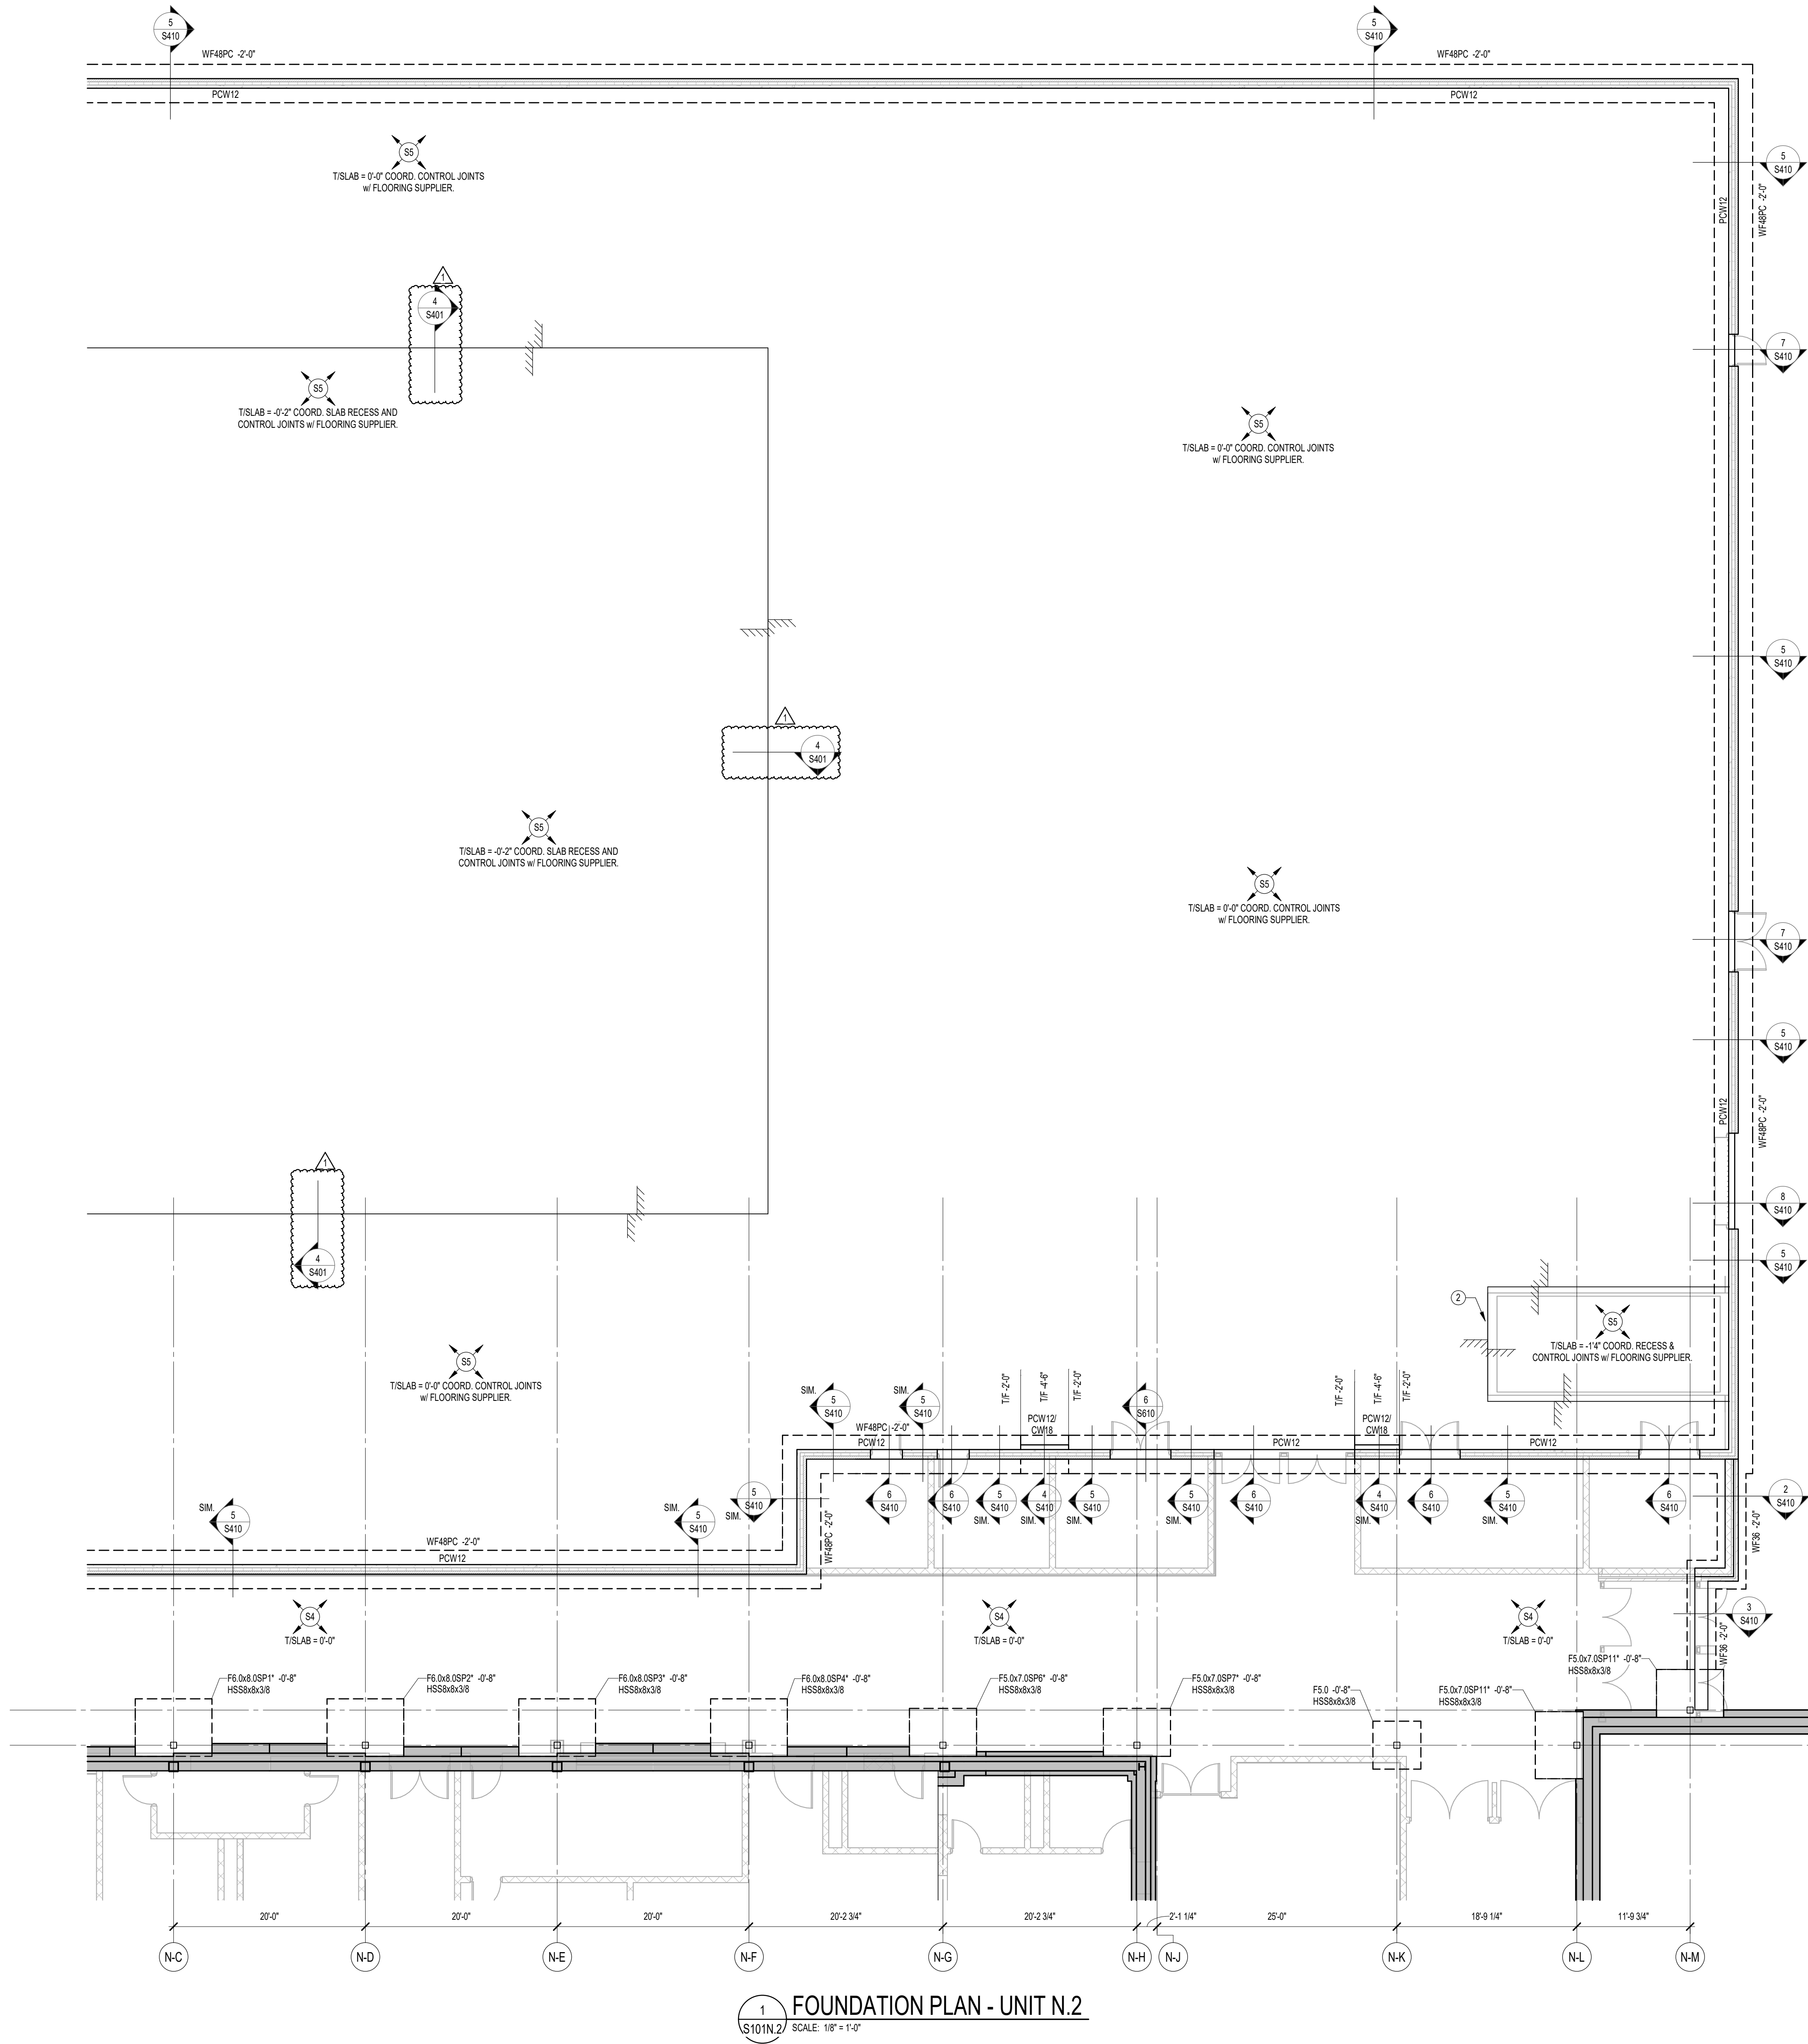 5
S410
5
S410
WF48PC -2'-0"
WF48PC -2'-0"
PCW12
PCW12
S5
T/SLAB = 0'-0" COORD. CONTROL JOINTS
w/ FLOORING SUPPLIER.
5
S410
PCW12
WF48PC -2'-0"
1
4
S401
7
S410
S5
T/SLAB = -0'-2" COORD. SLAB RECESS AND
CONTROL JOINTS w/ FLOORING SUPPLIER.
S5
T/SLAB = 0'-0" COORD. CONTROL JOINTS
w/ FLOORING SUPPLIER.
5
S410
1
4
S401
S5
T/SLAB = -0'-2" COORD. SLAB RECESS AND
CONTROL JOINTS w/ FLOORING SUPPLIER.
S5
T/SLAB = 0'-0" COORD. CONTROL JOINTS
w/ FLOORING SUPPLIER.
7
S410
5
S410
PCW12
WF48PC -2'-0"
1
4
S401
8
S410
5
S410
2
S5
T/SLAB = -1'4" COORD. RECESS &
CONTROL JOINTS w/ FLOORING SUPPLIER.
S5
T/SLAB = 0'-0" COORD. CONTROL JOINTS
w/ FLOORING SUPPLIER.
SIM.
5
S410
SIM.
5
S410
T/F -2'-0"
T/F -4'-6"
T/F -2'-0"
6
S610
T/F -2'-0"
T/F -4'-6"
T/F -2'-0"
WF48PC -2'-0"
PCW12
PCW12/
CW18
PCW12
PCW12/
CW18
PCW12
SIM.
5
S410
SIM.
5
S410
5
S410
SIM.
6
S410
6
S410
5
S410
SIM.
4
S410
SIM.
5
S410
SIM.
5
S410
SIM.
6
S410
4
S410
SIM.
6
S410
5
S410
SIM.
6
S410
2
S410
WF48PC -2'-0"
PCW12
WF48PC -2'-0"
WF36 -2'-0"
S4
T/SLAB = 0'-0"
S4
T/SLAB = 0'-0"
S4
T/SLAB = 0'-0"
3
S410
WF36 -2'-0"
F6.0x8.0SP1* -0'-8"
HSS8x8x3/8
F6.0x8.0SP2* -0'-8"
HSS8x8x3/8
F6.0x8.0SP3* -0'-8"
HSS8x8x3/8
F6.0x8.0SP4* -0'-8"
HSS8x8x3/8
F5.0x7.0SP6* -0'-8"
HSS8x8x3/8
F5.0x7.0SP7* -0'-8"
HSS8x8x3/8
F5.0 -0'-8"
HSS8x8x3/8
F5.0x7.0SP11* -0'-8"
HSS8x8x3/8
F5.0x7.0SP11* -0'-8"
HSS8x8x3/8
20'-0"
20'-0"
20'-0"
20'-2 3/4"
20'-2 3/4"
2'-1 1/4"
25'-0"
18'-9 1/4"
11'-9 3/4"
N-C
N-D
N-E
N-F
N-G
N-H
N-J
N-K
N-L
N-M
1
S101N.2
FOUNDATION PLAN - UNIT N.2
SCALE: 1/8" = 1'-0"